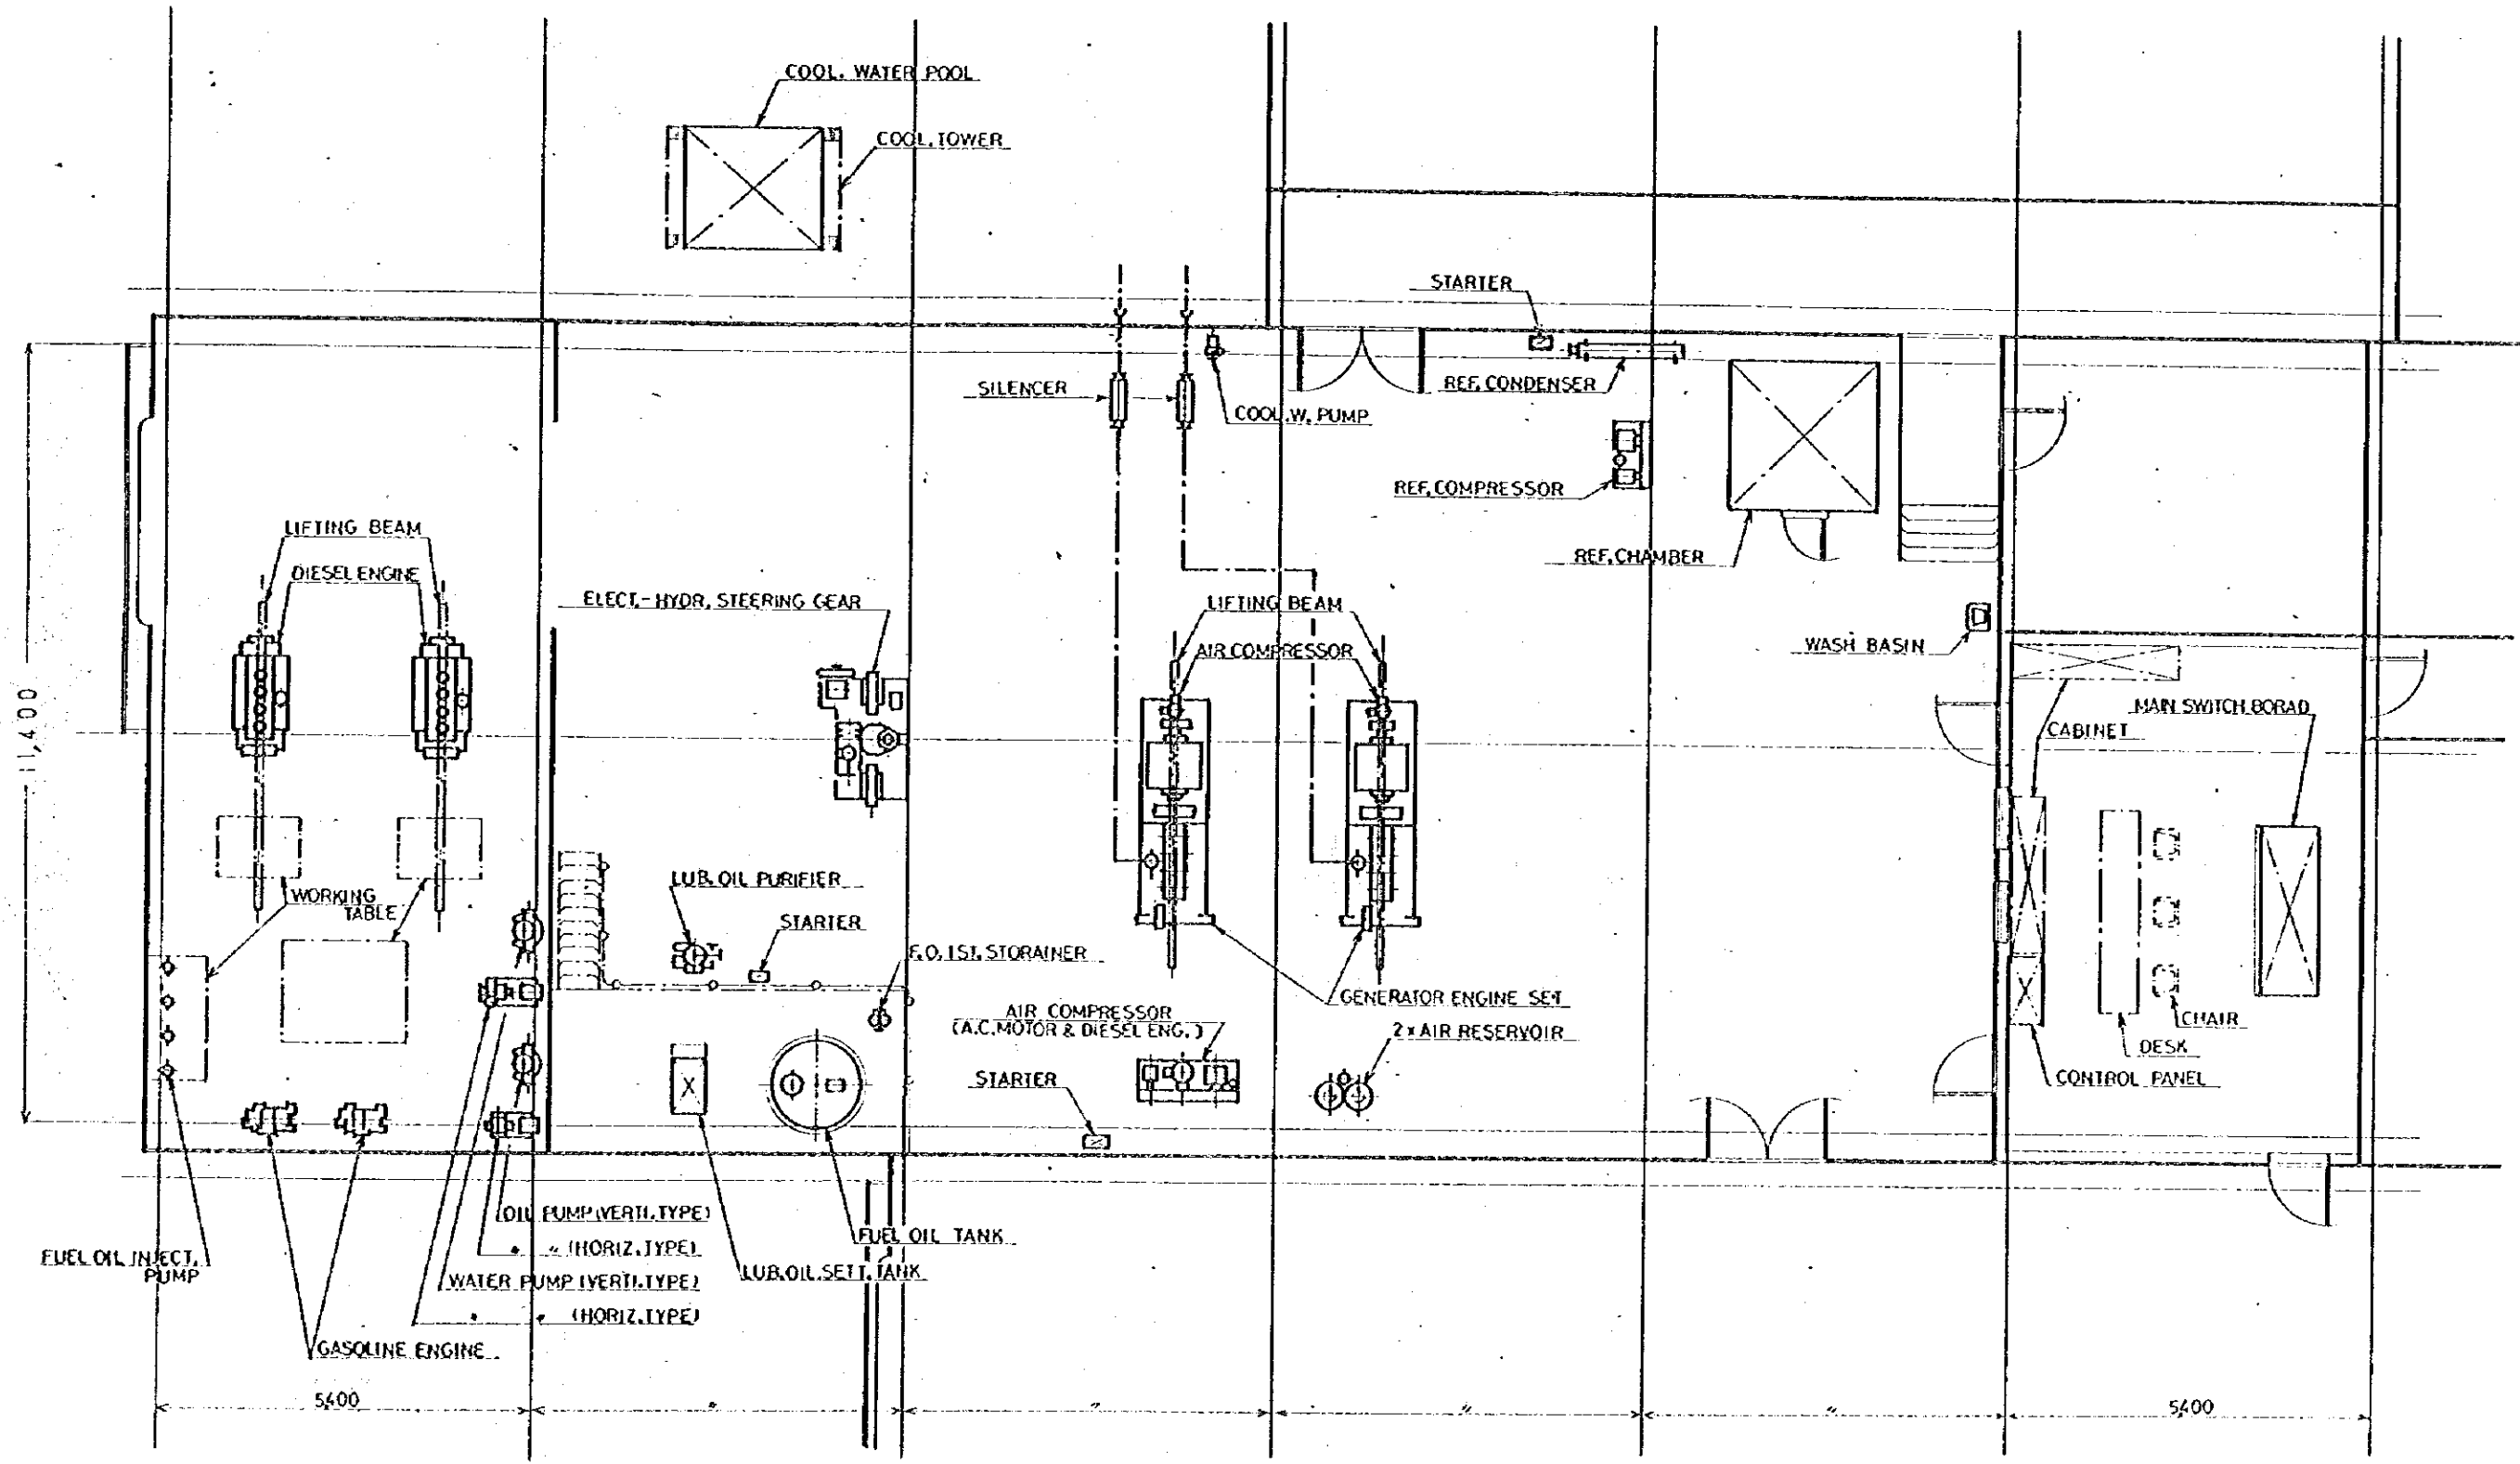 COOL. WATER POOL
COOL. TOWER
STARTER
SILENCER
REF. CONDENSER
COOL. W. PUMP
REF. COMPRESSOR
LIFTING BEAM
DIESEL ENGINE
REF. CHAMBER
ELECT.- HYDR. STEERING GEAR
LIFTING BEAM
AIR COMPRESSOR
WASH BASIN
11,400
MAIN SWITCH BORAD
CABINET
LUB. OIL PURIFIER
WORKING
TABLE
STARTER
F.O. 1ST. STORAINER
GENERATOR ENGINE SET
AIR COMPRESSOR
(A.C. MOTOR & DIESEL ENG.)
2 x AIR RESERVOIR
CHAIR
DESK
STARTER
CONTROL PANEL
OIL PUMP (VERTI. TYPE)
FUEL OIL TANK
" " (HORIZ. TYPE)
FUEL OIL INJECT.
PUMP
LUB. OIL. SETT. TANK
WATER PUMP (VERTI. TYPE)
" " (HORIZ. TYPE)
GASOLINE ENGINE
5400 " " " " 5400